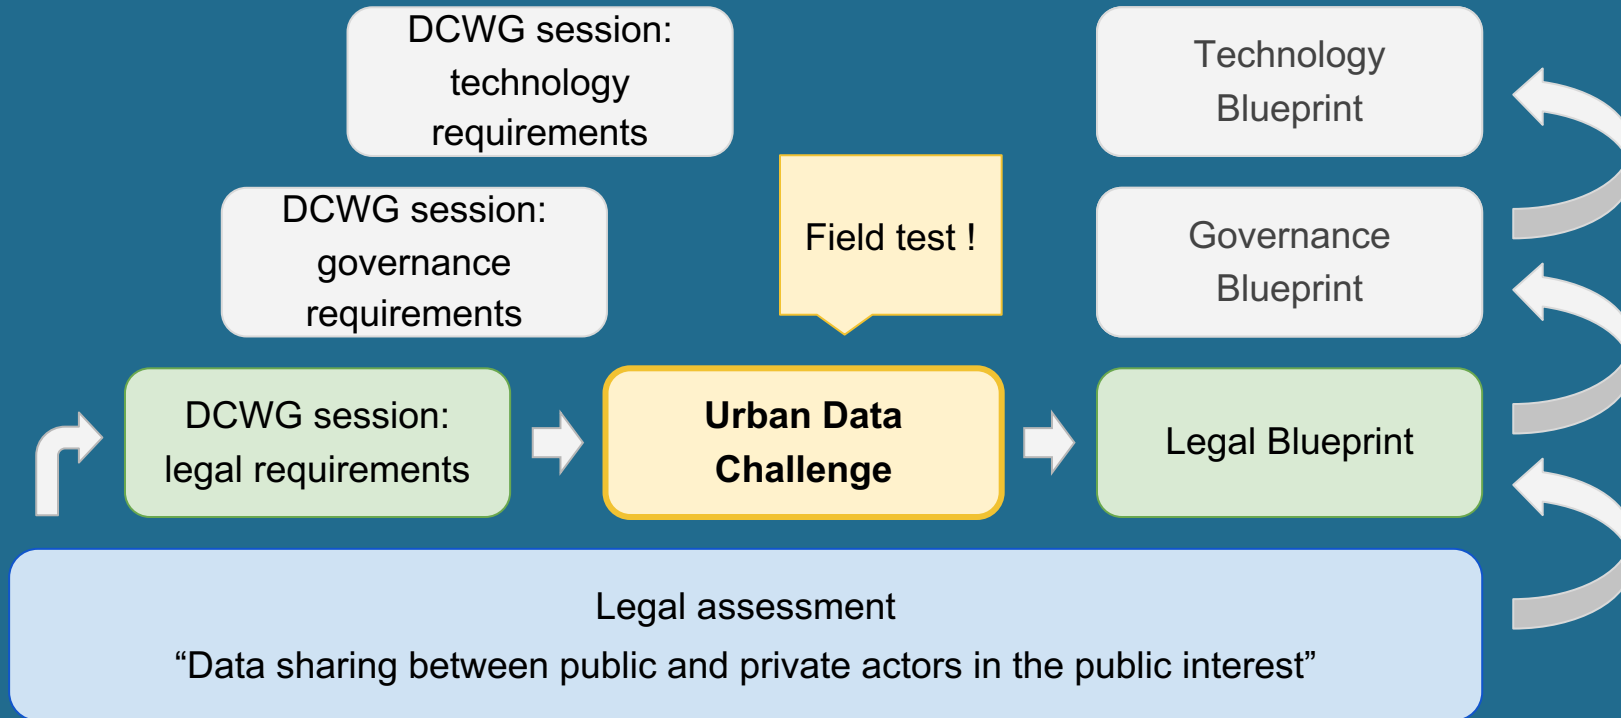 DCWG session:
technology
requirements
Technology
Blueprint
DCWG session:
governance
requirements
Field test !
Governance
Blueprint
DCWG session:
legal requirements
Urban Data
Challenge
Legal Blueprint
Legal assessment
“Data sharing between public and private actors in the public interest”